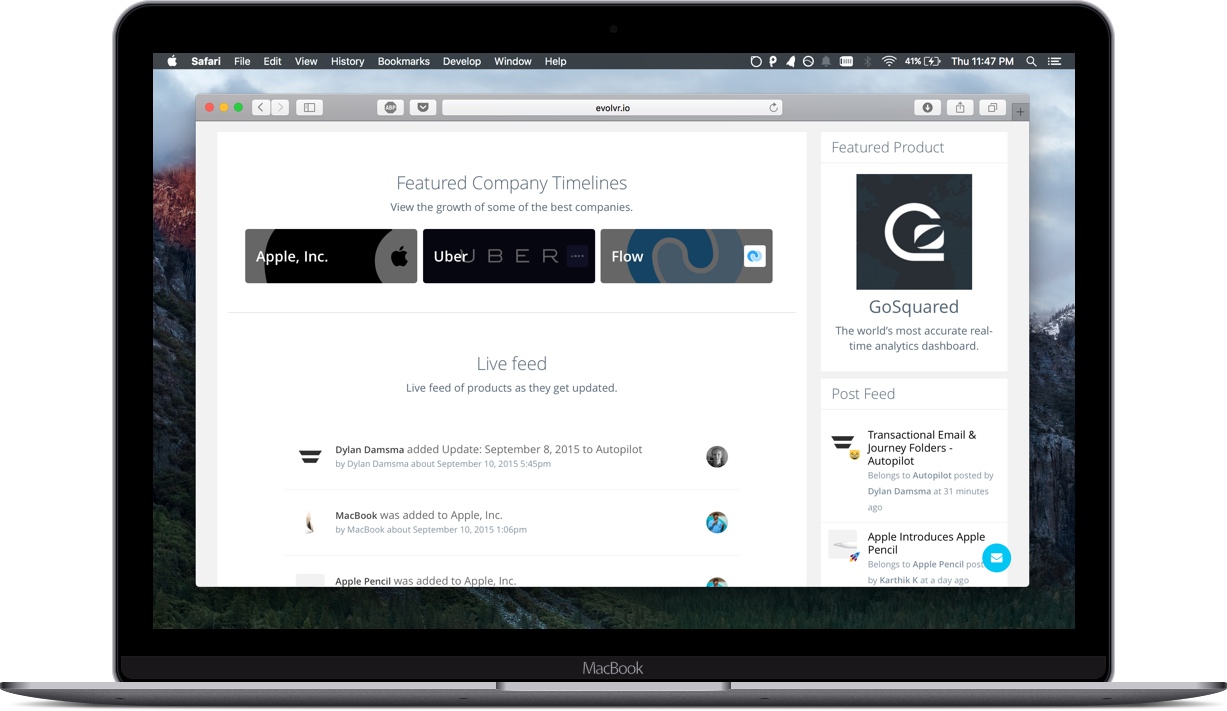 Safari File Edit View History Bookmarks Develop Window Help
41% Thu 11:47 PM
ABP
evolvr.io
Featured Company Timelines
View the growth of some of the best companies.
Apple, Inc.
Uber
UBER
Flow
Live feed
Live feed of products as they get updated.
Dylan Damsma added Update: September 8, 2015 to Autopilot
by Dylan Damsma about September 10, 2015 5:45pm
MacBook was added to Apple, Inc.
by MacBook about September 10, 2015 1:06pm
Apple Pencil was added to Apple, Inc.
Featured Product
GoSquared
The world’s most accurate real-
time analytics dashboard.
Post Feed
Transactional Email &
Journey Folders -
Autopilot
Belongs to Autopilot posted by
Dylan Damsma at 31 minutes
ago
Apple Introduces Apple
Pencil
Belongs to Apple Pencil post
by Karthik K at a day ago
MacBook